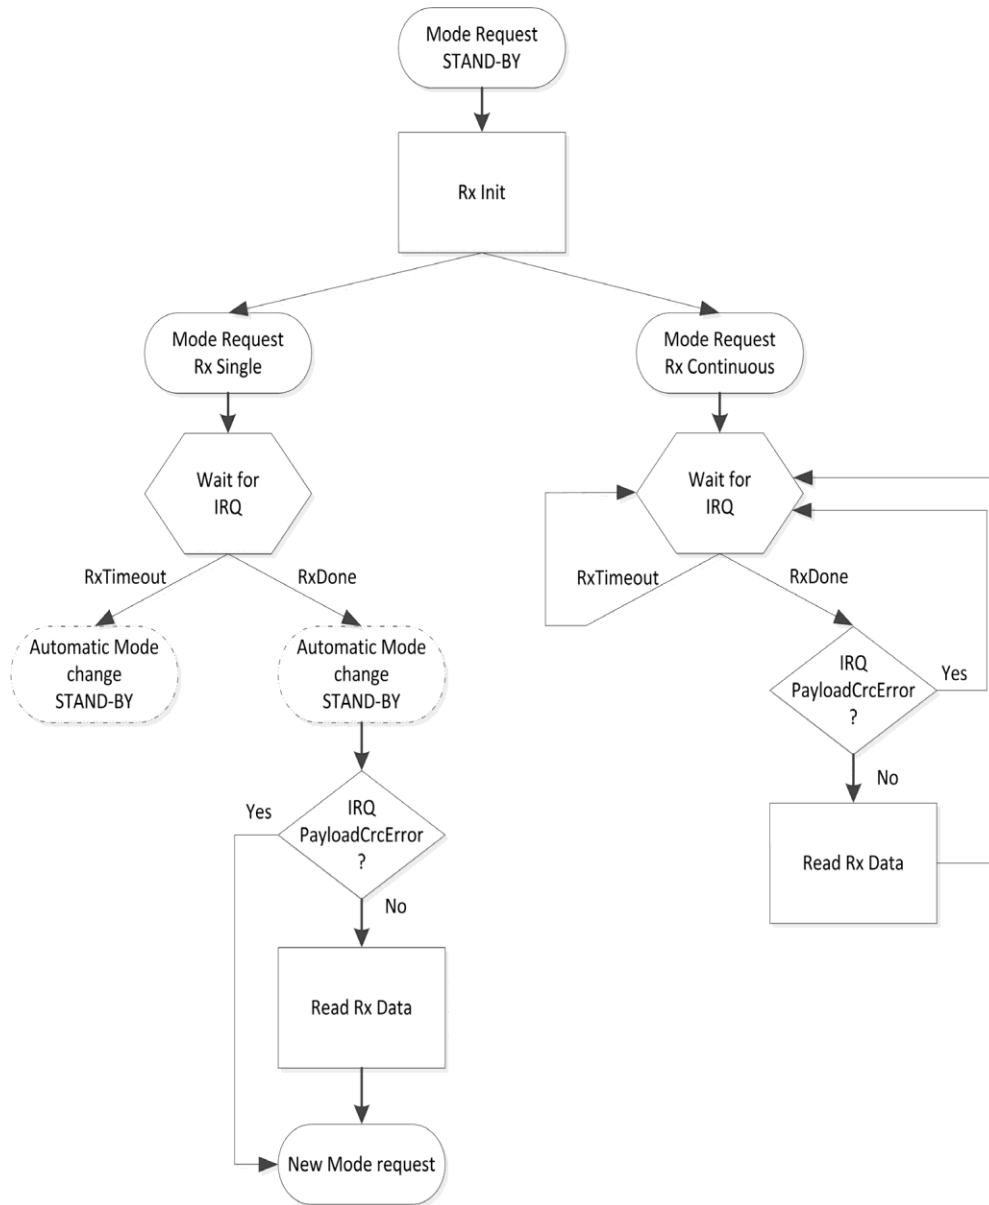 Mode Request
STAND-BY
Rx Init
Mode Request
Rx Single
Mode Request
Rx Continuous
Wait for
IRQ
Wait for
IRQ
RxTimeout
RxDone
RxTimeout
RxDone
Automatic Mode
change
STAND-BY
Automatic Mode
change
STAND-BY
IRQ
PayloadCrcError
?
Yes
No
Yes
IRQ
PayloadCrcError
?
No
Read Rx Data
Read Rx Data
New Mode request